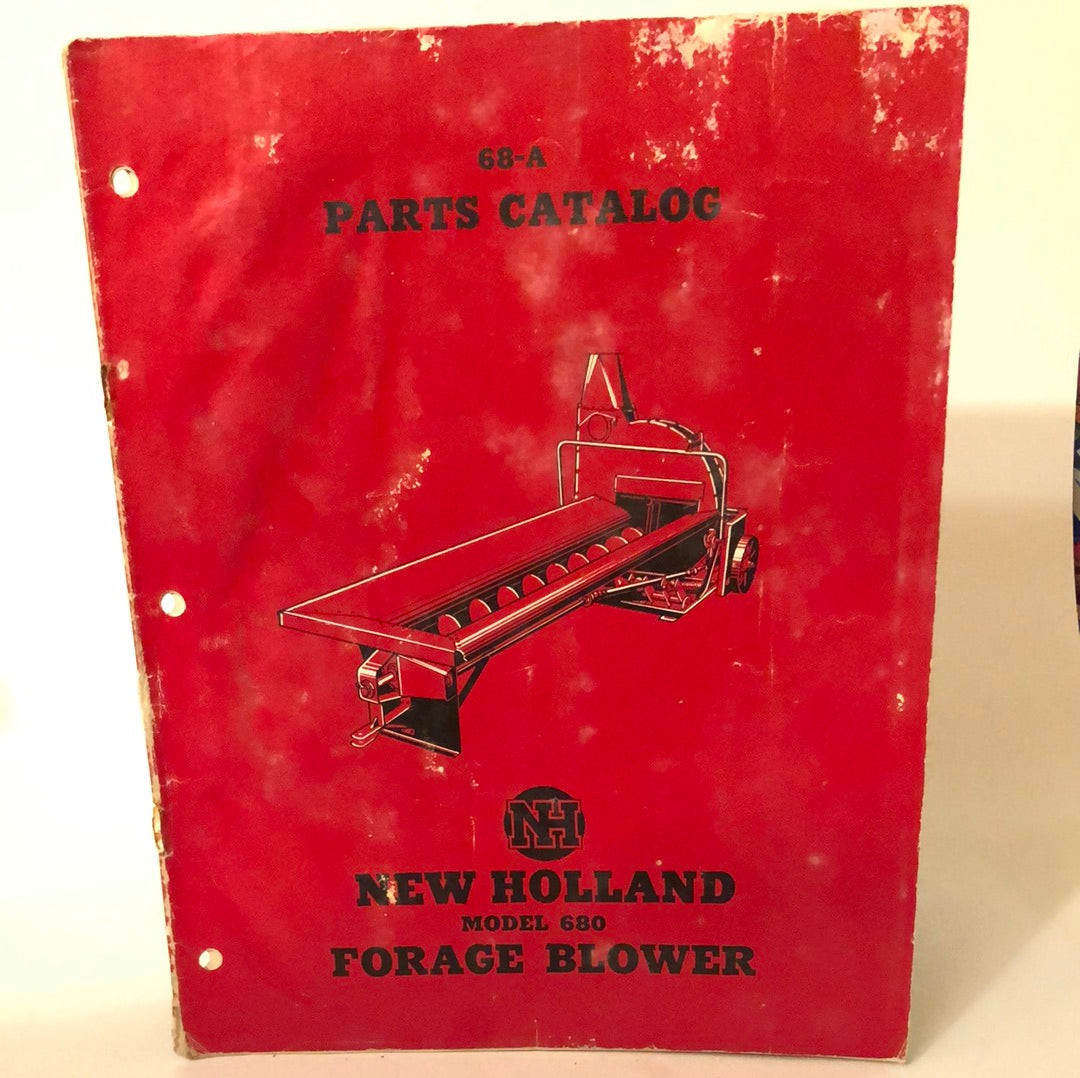 68-A
PARTS CATALOG
NH
NEW HOLLAND
MODEL 680
FORAGE BLOWER